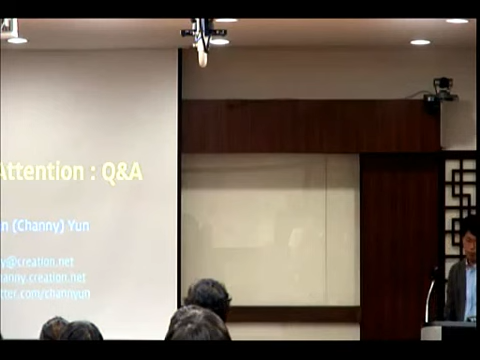 Attention : Q&A
n (Channy) Yun
y@creation.net
hanny.creation.net
tter.com/channyun